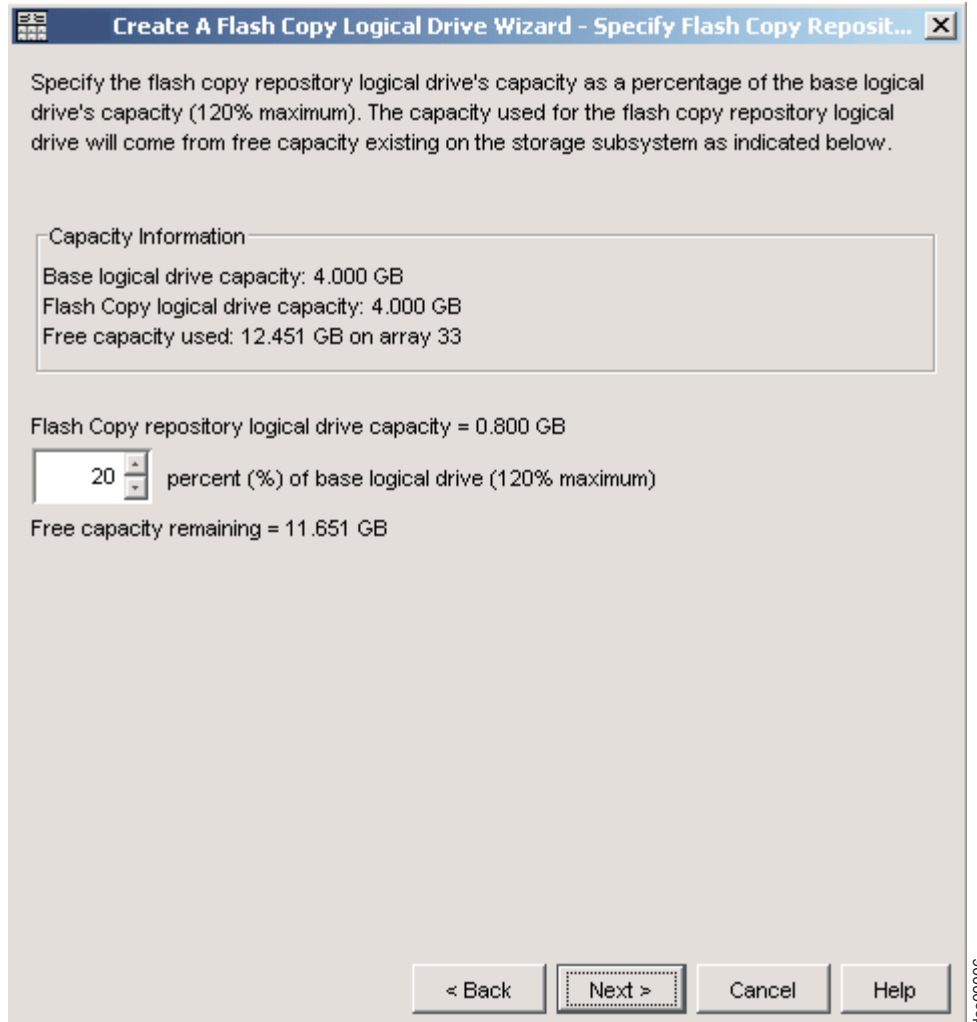 Create A Flash Copy Logical Drive Wizard - Specify Flash Copy Reposit...
Specify the flash copy repository logical drive's capacity as a percentage of the base logical
drive's capacity (120% maximum). The capacity used for the flash copy repository logical
drive will come from free capacity existing on the storage subsystem as indicated below.
Capacity Information
Base logical drive capacity: 4.000 GB
Flash Copy logical drive capacity: 4.000 GB
Free capacity used: 12.451 GB on array 33
Flash Copy repository logical drive capacity = 0.800 GB
20 percent (%) of base logical drive (120% maximum)
Free capacity remaining = 11.651 GB
< Back Next > Cancel Help